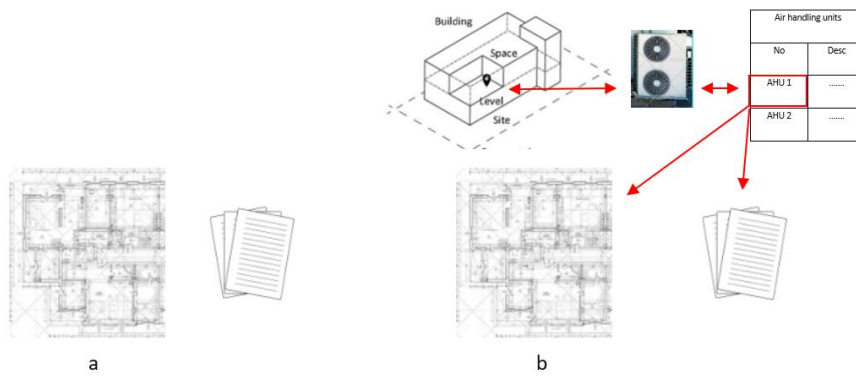 Building
Space
Level
Site
Air handling units
No Desc
AHU 1 .......
AHU 2 .......
a
b